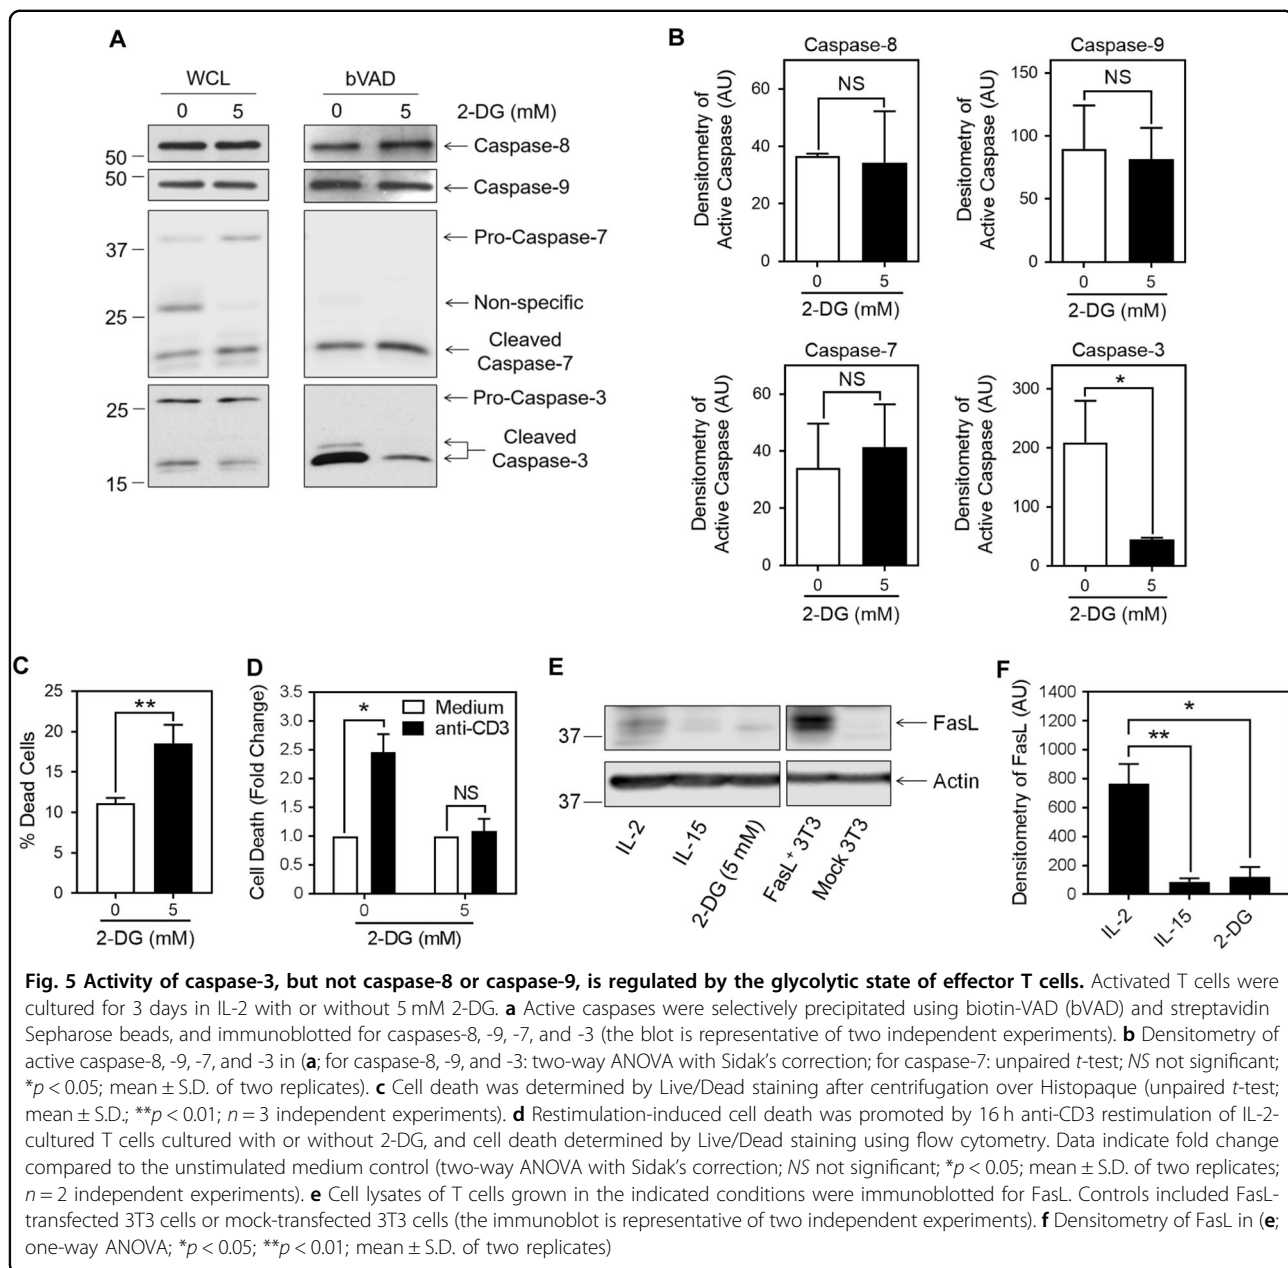 A
WCL bVAD
0 5 0 5 2-DG (mM)
50 Caspase-8
50 Caspase-9
37 Pro-Caspase-7
Non-specific
25
Cleaved
Caspase-7
25 Pro-Caspase-3
Cleaved
Caspase-3
15
B
Caspase-8
Densitometry of
Active Caspase (AU)
60
40
20
0
NS
0 5
2-DG (mM)
Caspase-9
Desitometry of
Active Caspase (AU)
150
100
50
0
NS
0 5
2-DG (mM)
Caspase-7
Densitometry of
Active Caspase (AU)
60
40
20
0
NS
0 5
2-DG (mM)
Caspase-3
Densitometry of
Active Caspase (AU)
300
200
100
0
*
0 5
2-DG (mM)
C
% Dead Cells
25
20
15
10
5
0
**
0 5
2-DG (mM)
D
Cell Death (Fold Change)
3.5
3.0
2.5
2.0
1.5
1.0
0.5
0
Medium
anti-CD3
*
NS
0 5
2-DG (mM)
E
37 FasL
37 Actin
IL-2
IL-15
2-DG (5 mM)
FasL+ 3T3
Mock 3T3
F
Densitometry of FasL (AU)
1400
1200
1000
800
600
400
200
0
*
**
IL-2
IL-15
2-DG
Fig. 5 Activity of caspase-3, but not caspase-8 or caspase-9, is regulated by the glycolytic state of effector T cells. Activated T cells were
cultured for 3 days in IL-2 with or without 5 mM 2-DG. a Active caspases were selectively precipitated using biotin-VAD (bVAD) and streptavidin
Sepharose beads, and immunoblotted for caspases-8, -9, -7, and -3 (the blot is representative of two independent experiments). b Densitometry of
active caspase-8, -9, -7, and -3 in (a; for caspase-8, -9, and -3: two-way ANOVA with Sidak's correction; for caspase-7: unpaired t-test; NS not significant;
*p < 0.05; mean ± S.D. of two replicates). c Cell death was determined by Live/Dead staining after centrifugation over Histopaque (unpaired t-test;
mean ± S.D.; **p < 0.01; n = 3 independent experiments). d Restimulation-induced cell death was promoted by 16 h anti-CD3 restimulation of IL-2-
cultured T cells cultured with or without 2-DG, and cell death determined by Live/Dead staining using flow cytometry. Data indicate fold change
compared to the unstimulated medium control (two-way ANOVA with Sidak's correction; NS not significant; *p < 0.05; mean ± S.D. of two replicates;
n = 2 independent experiments). e Cell lysates of T cells grown in the indicated conditions were immunoblotted for FasL. Controls included FasL-
transfected 3T3 cells or mock-transfected 3T3 cells (the immunoblot is representative of two independent experiments). f Densitometry of FasL in (e;
one-way ANOVA; *p < 0.05; **p < 0.01; mean ± S.D. of two replicates)